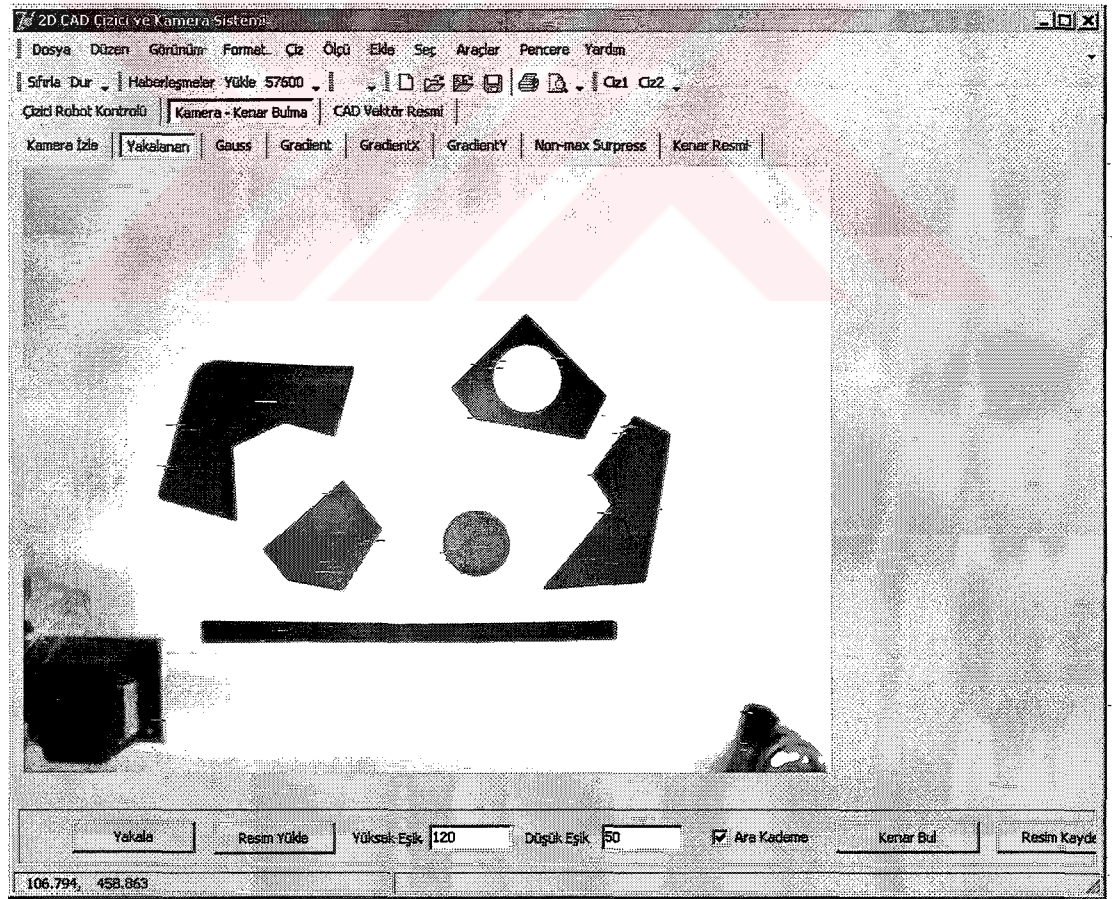 2D CAD Çizici ve Kamera Sistemi
Dosya Düzen Görünüm Format Çiz Ölçü Ekle Seç Araçlar Pencere Yardım
Sıfırla Dur Haberleşmeler Yükle 57600 Ciz1 Ciz2
Çizici Robot Kontrolü Kamera - Kenar Bulma CAD Vektör Resmi
Kamera İzle Yakalanan Gauss Gradient GradientX GradientY Non-max Surpress Kenar Resmi
Yakala Resim Yükle Yüksek Eşik 120 Düşük Eşik 50 Ara Kademe Kenar Bul Resim Kayde
106.794, 458.863